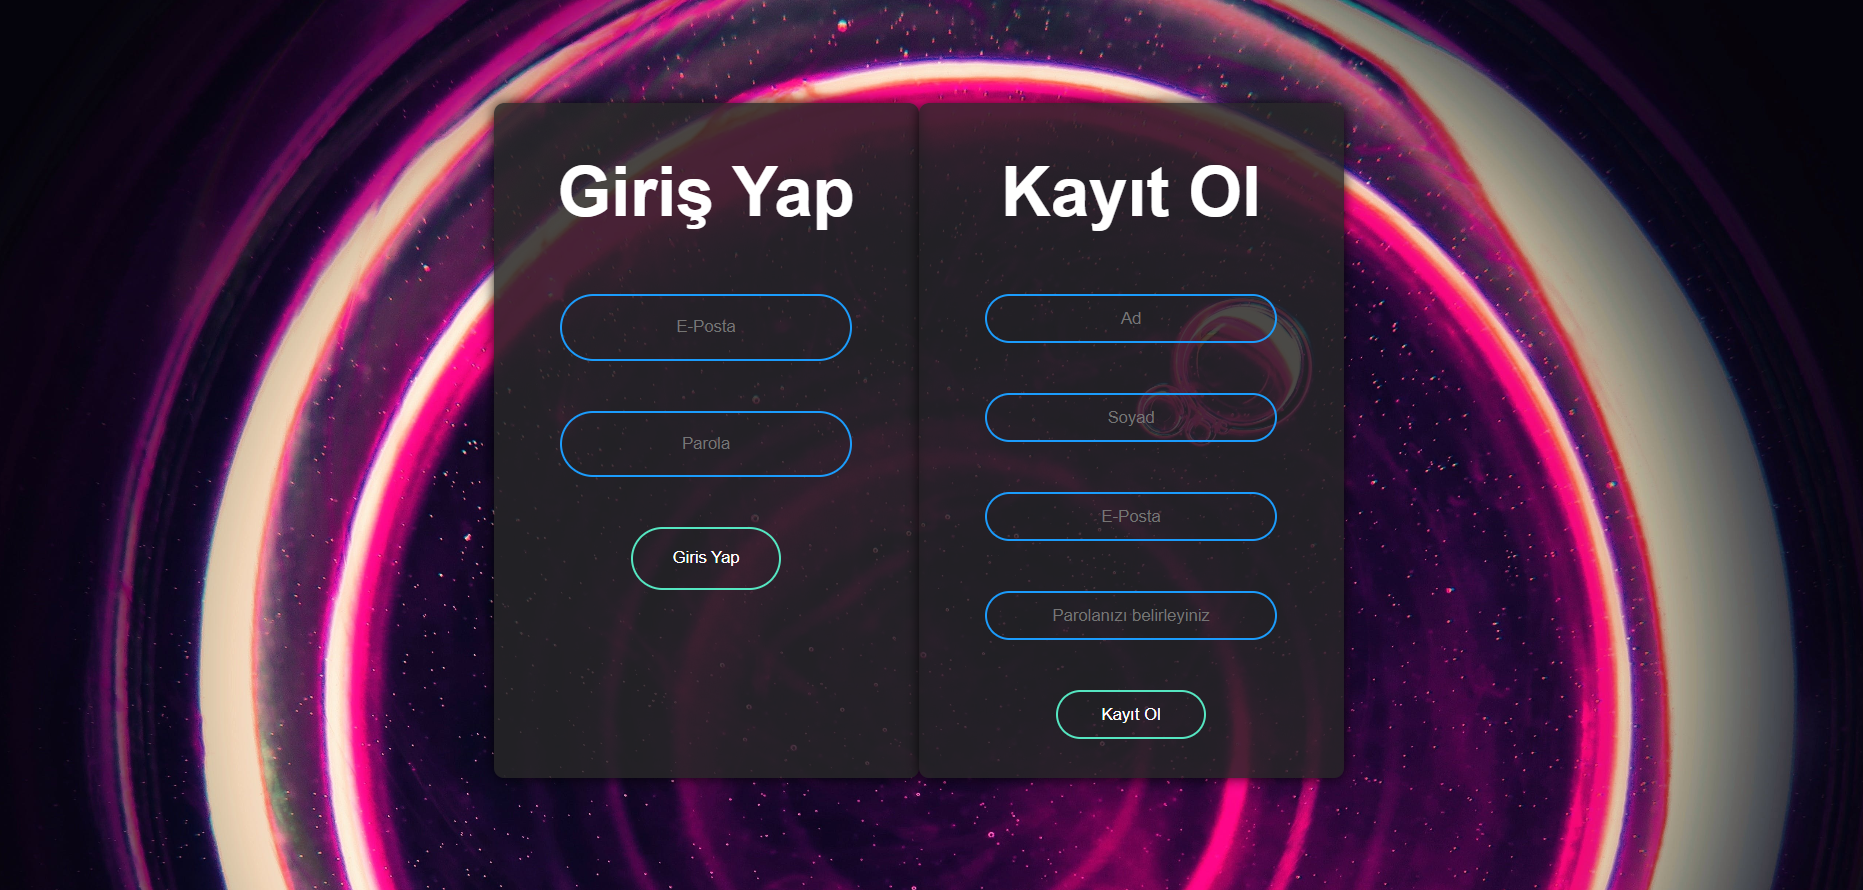 Giriş Yap
E-Posta
Parola
Giris Yap
Kayıt Ol
Ad
Soyad
E-Posta
Parolanızı belirleyiniz
Kayıt Ol